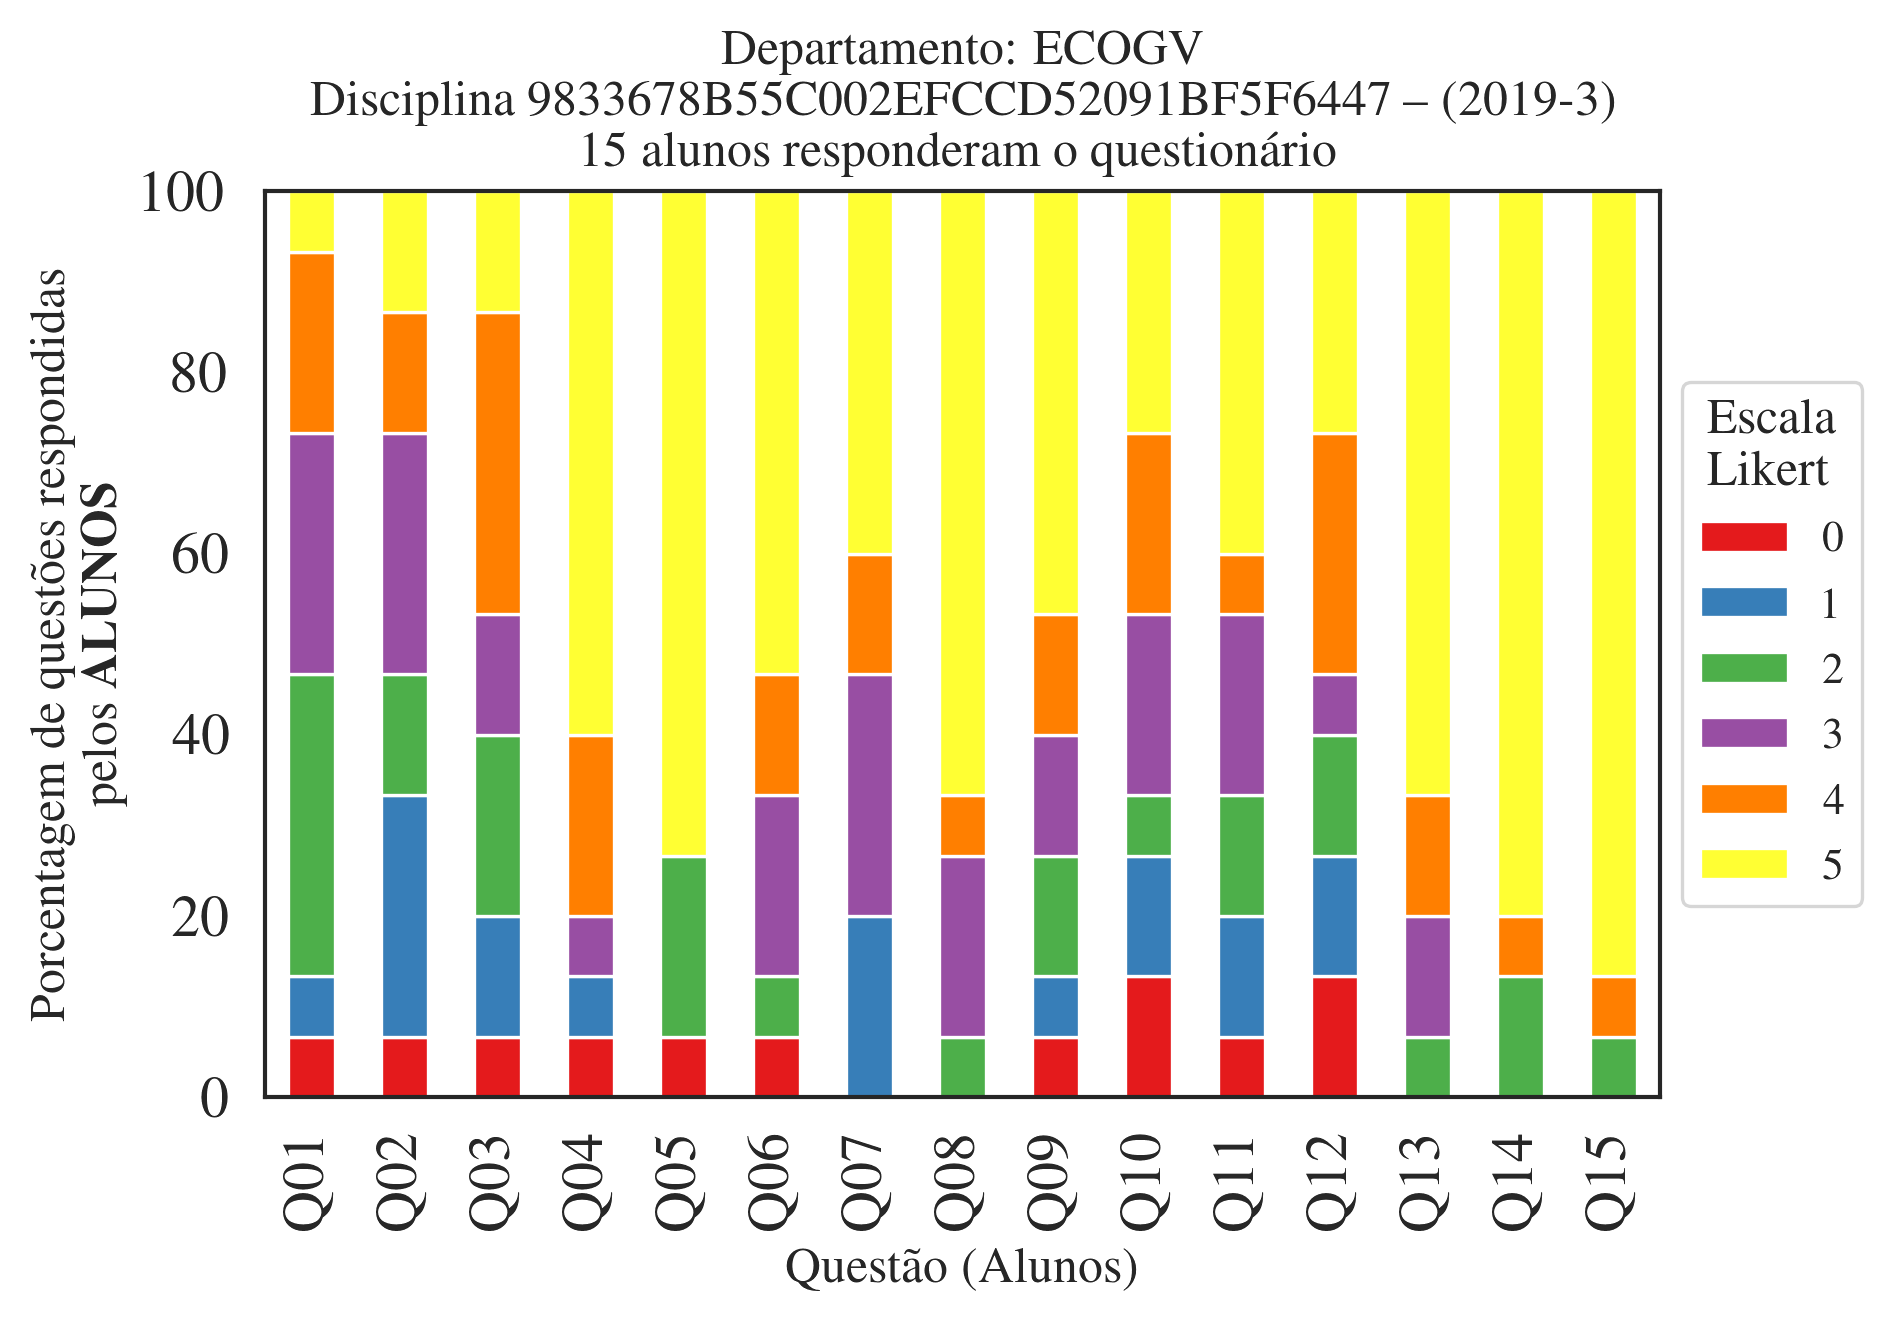 Departamento: ECOGV
Disciplina 9833678B55C002EFCCD52091BF5F6447 – (2019-3)
15 alunos responderam o questionário
Porcentagem de questões respondidas
pelos ALUNOS
100
80
60
40
20
0
Q01
Q02
Q03
Q04
Q05
Q06
Q07
Q08
Q09
Q10
Q11
Q12
Q13
Q14
Q15
Questão (Alunos)
Escala
Likert
0
1
2
3
4
5